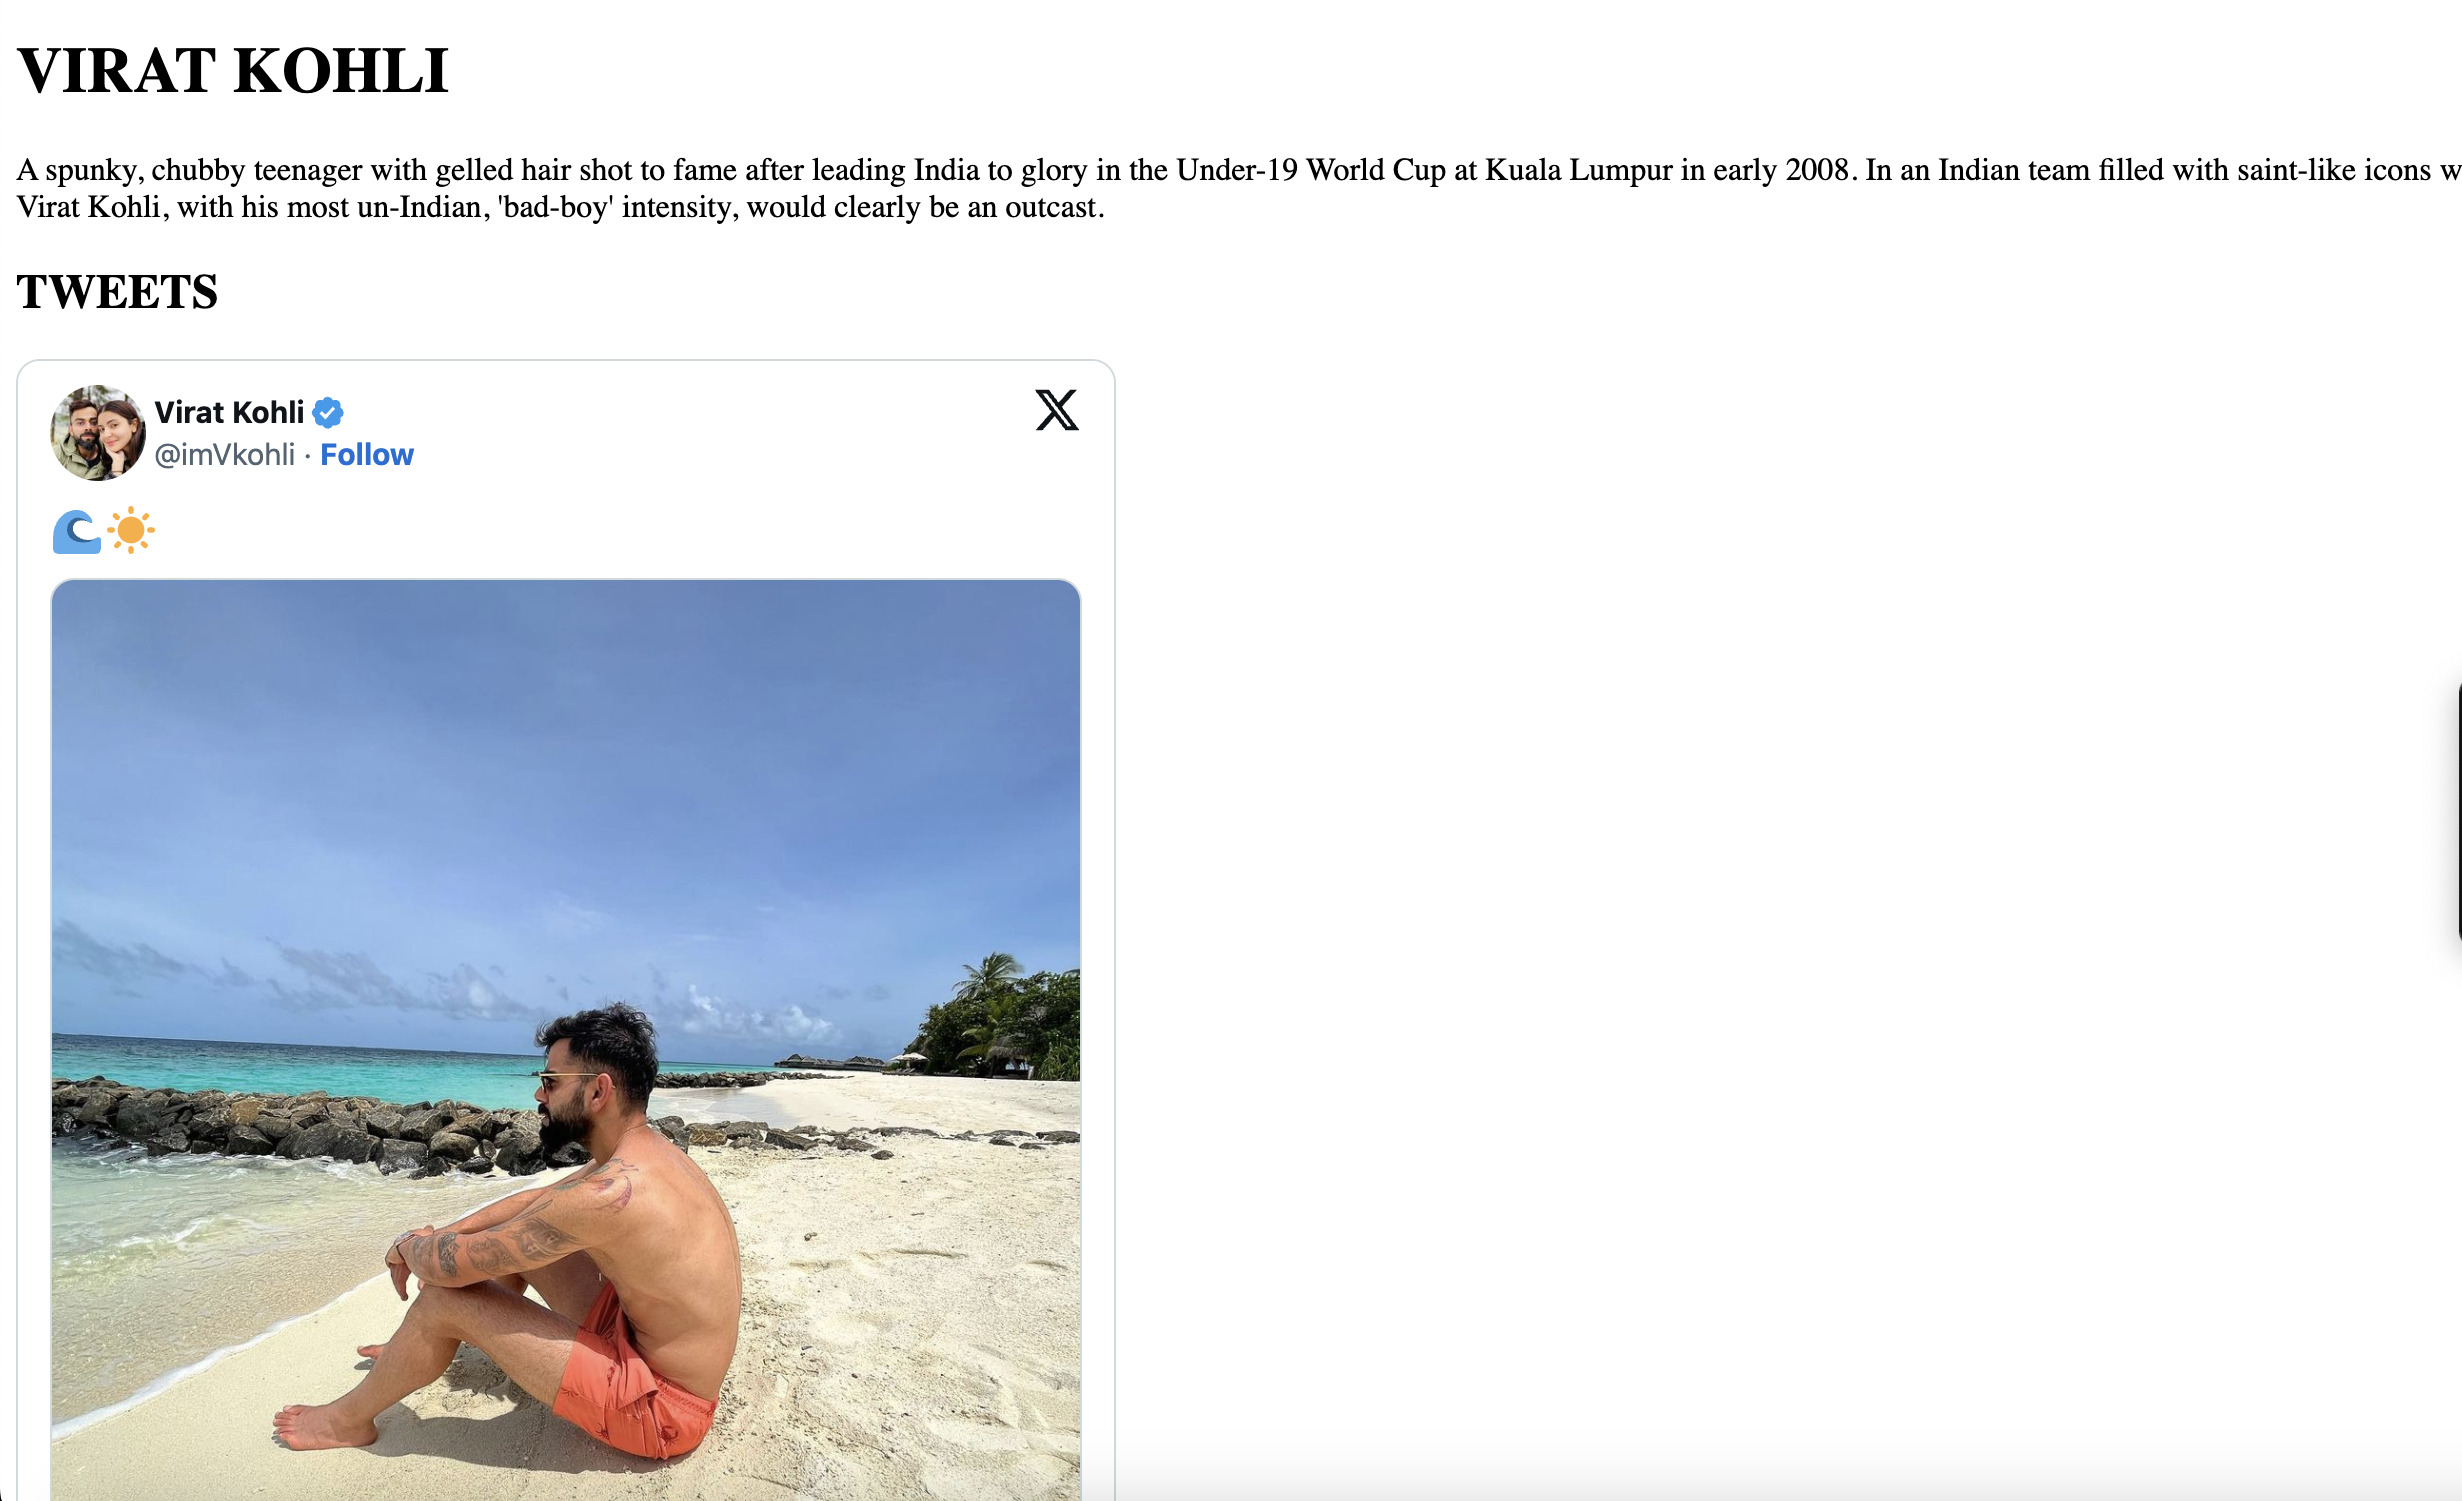 VIRAT KOHLI
A spunky, chubby teenager with gelled hair shot to fame after leading India to glory in the Under-19 World Cup at Kuala Lumpur in early 2008. In an Indian team filled with saint-like icons
Virat Kohli, with his most un-Indian, 'bad-boy' intensity, would clearly be an outcast.
TWEETS
Virat Kohli
@imVkohli · Follow